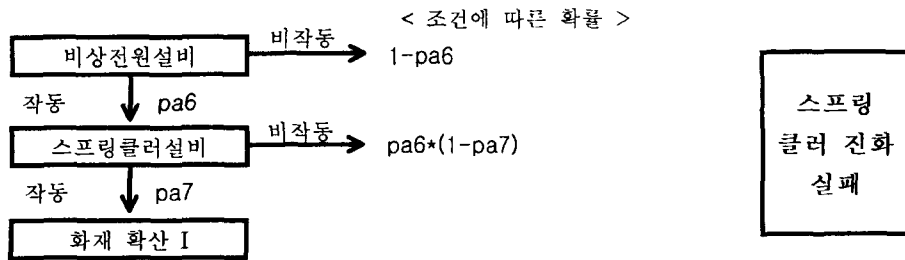 < 조건에 따른 확률 >
비상전원설비
비작동
1-pa6
작동
pa6
스프링클러설비
비작동
pa6*(1-pa7)
작동
pa7
화재 확산 I
스프링
클러 진화
실패